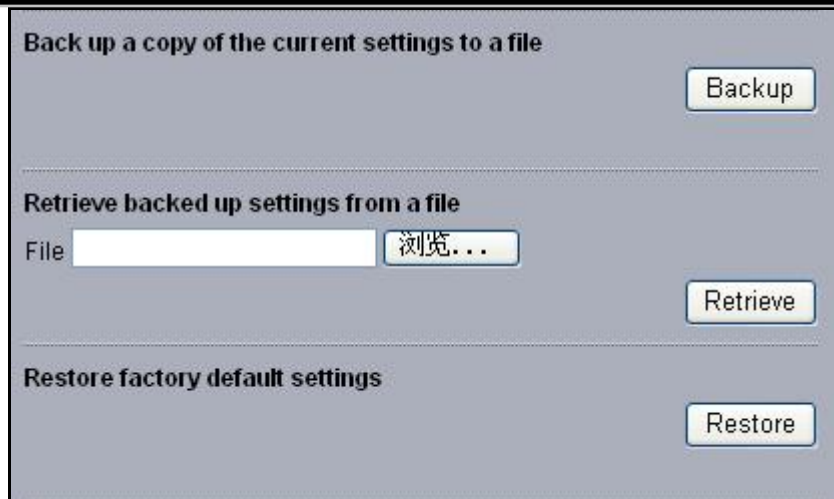 Back up a copy of the current settings to a file
Backup
Retrieve backed up settings from a file
File 浏览...
Retrieve
Restore factory default settings
Restore